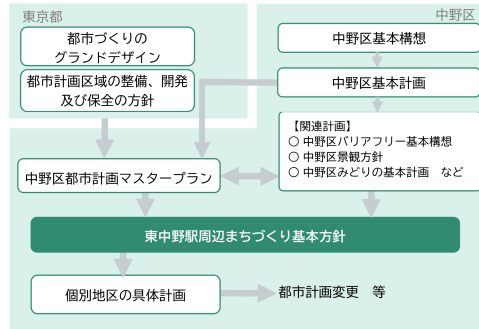 東京都
都市づくりの
グランドデザイン
都市計画区域の整備、開発
及び保全の方針
中野区
中野区基本構想
中野区基本計画
【関連計画】
○ 中野区バリアフリー基本構想
○ 中野区景観方針
○ 中野区みどりの基本計画 など
中野区都市計画マスタープラン
東中野駅周辺まちづくり基本方針
個別地区の具体計画
都市計画変更 等